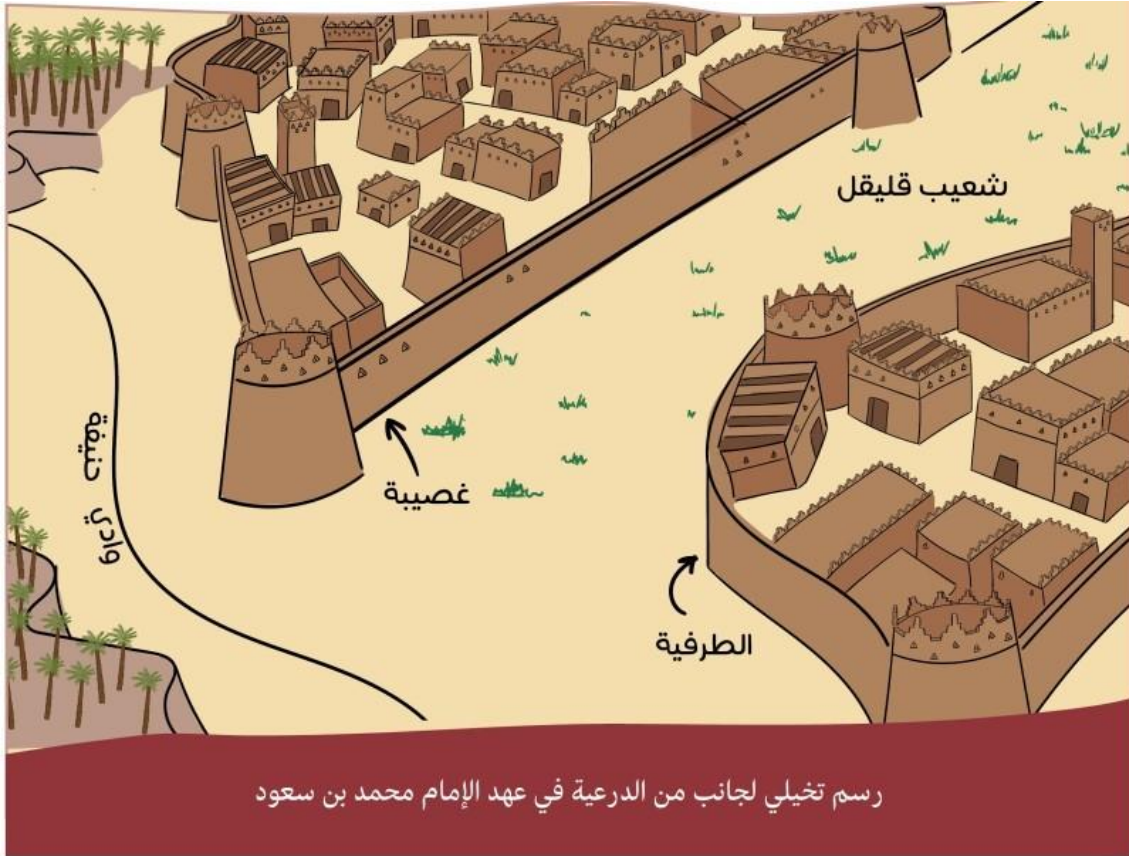 شعيب قليقل
غصيبة
وادي حنيفة
الطرفية
رسم تخيلي لجانب من الدرعية في عهد الإمام محمد بن سعود